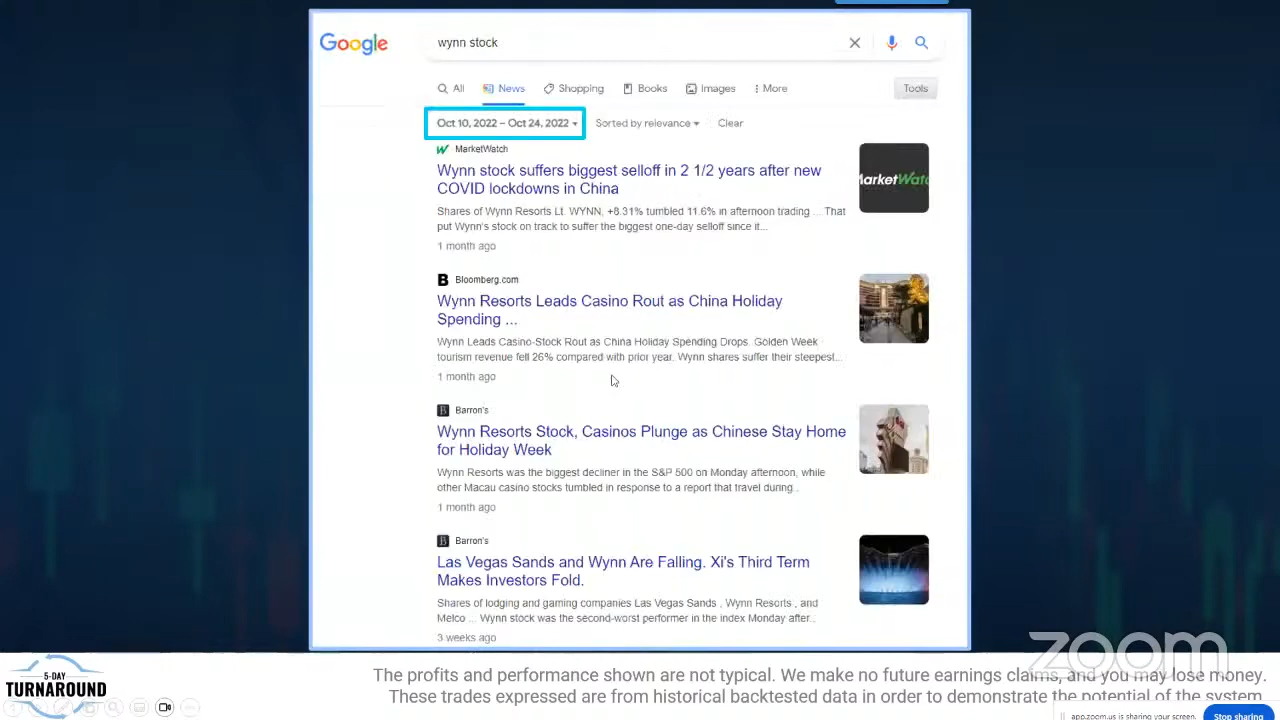 Google
wynn stock
All News Shopping Books Images More Tools
Oct 10, 2022 – Oct 24, 2022 Sorted by relevance Clear
MarketWatch
Wynn stock suffers biggest selloff in 2 1/2 years after new
COVID lockdowns in China
Shares of Wynn Resorts Lt. WYNN, +8.31% tumbled 11.6% in afternoon trading ... That
put Wynn's stock on track to suffer the biggest one-day selloff since it...
1 month ago
MarketWatc
B Bloomberg.com
Wynn Resorts Leads Casino Rout as China Holiday
Spending ...
Wynn Leads Casino-Stock Rout as China Holiday Spending Drops. Golden Week
tourism revenue fell 26% compared with prior year. Wynn shares suffer their steepest...
1 month ago
B Barron's
Wynn Resorts Stock, Casinos Plunge as Chinese Stay Home
for Holiday Week
Wynn Resorts was the biggest decliner in the S&P 500 on Monday afternoon, while
other Macau casino stocks tumbled in response to a report that travel during...
1 month ago
B Barron's
Las Vegas Sands and Wynn Are Falling. Xi's Third Term
Makes Investors Fold.
Shares of lodging and gaming companies Las Vegas Sands , Wynn Resorts , and
Melco ... Wynn stock was the second-worst performer in the index Monday after...
3 weeks ago
zoom
5-DAY
TURNAROUND
The profits and performance shown are not typical. We make no future earnings claims, and you may lose money.
These trades expressed are from historical backtested data in order to demonstrate the potential of the system
app.zoom.us is sharing your screen. Stop sharing